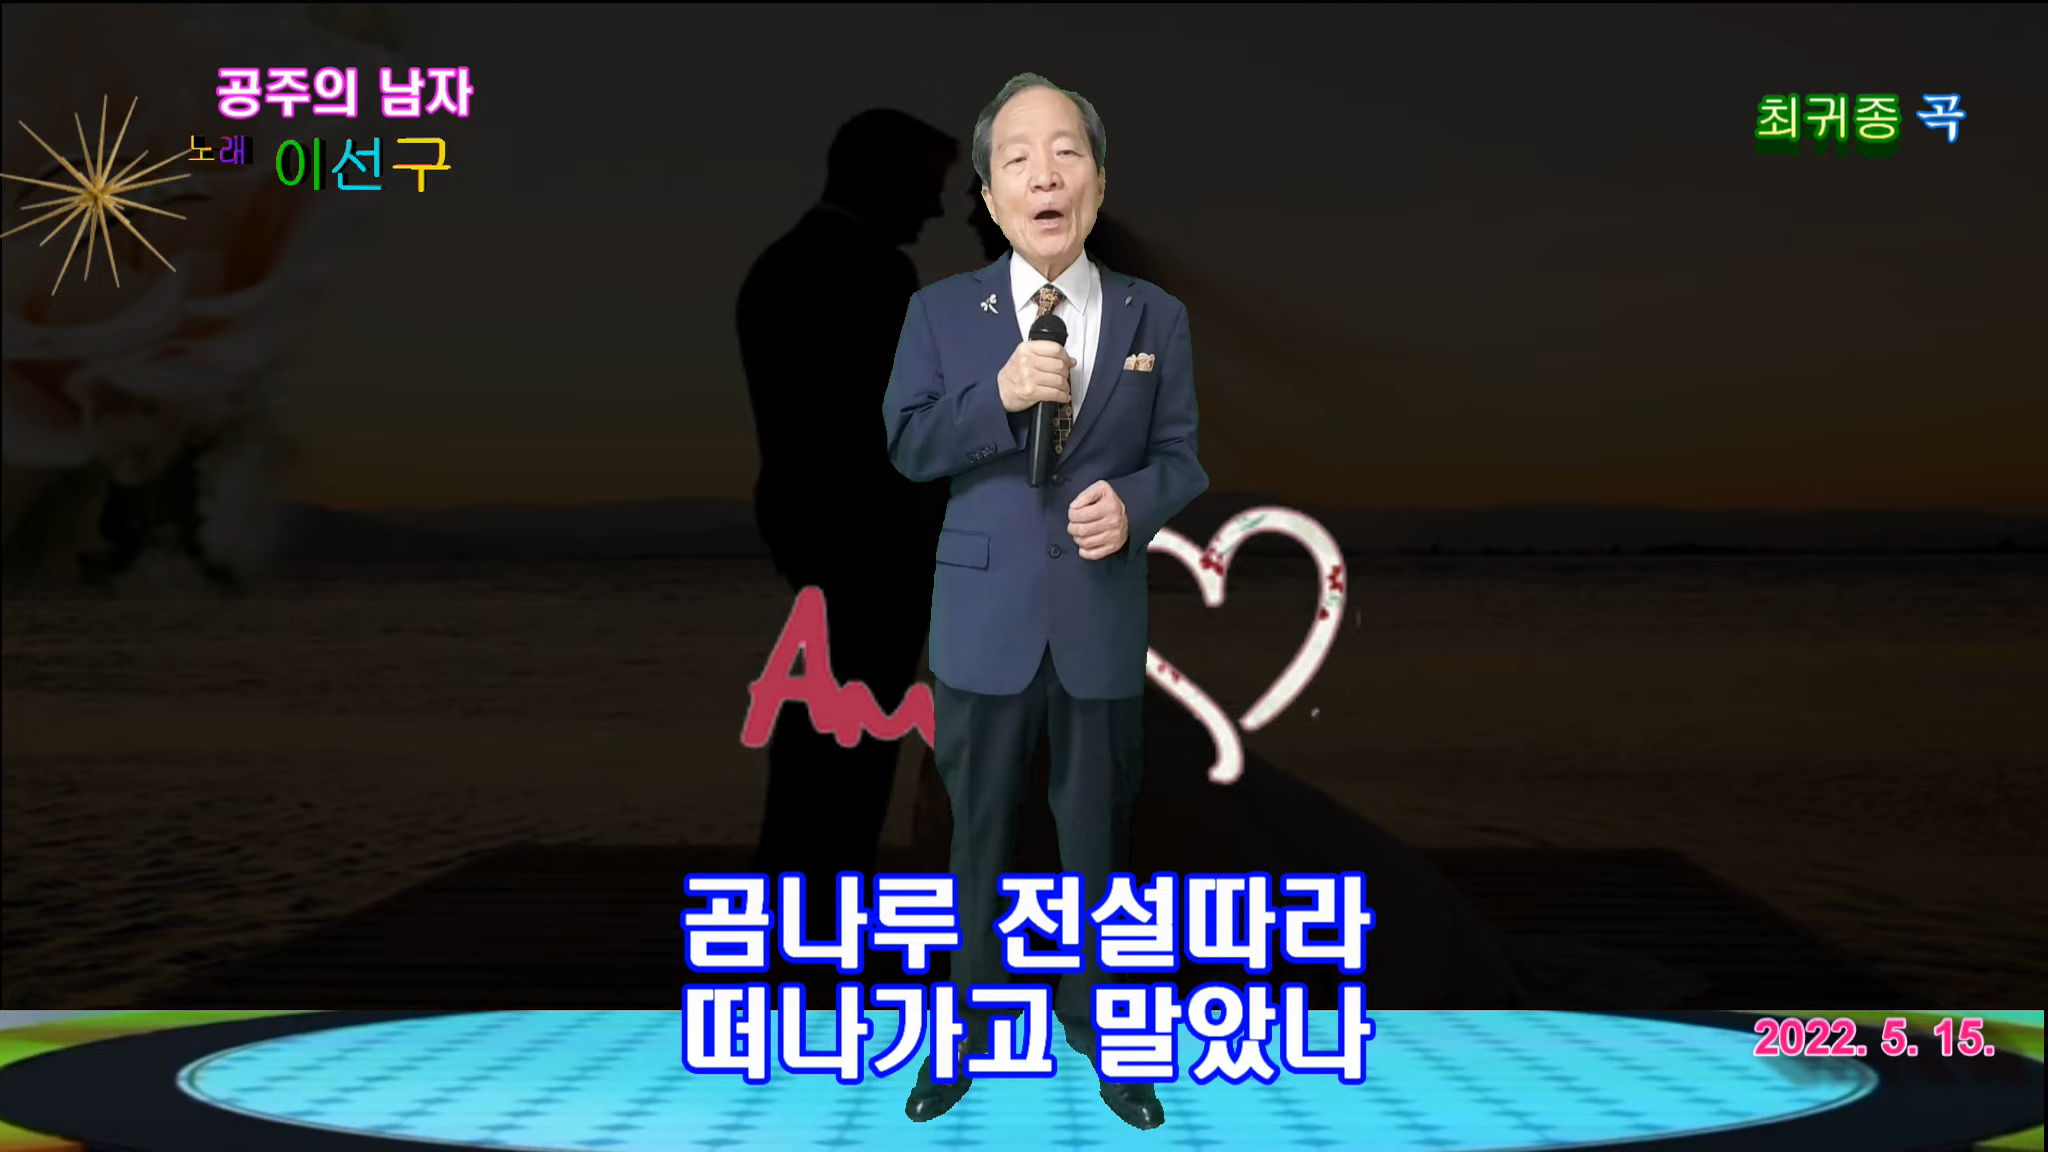 공주의 남자
노래 이선구
최귀종 곡
곰나루 전설따라
떠나가고 말았나
2022. 5. 15.